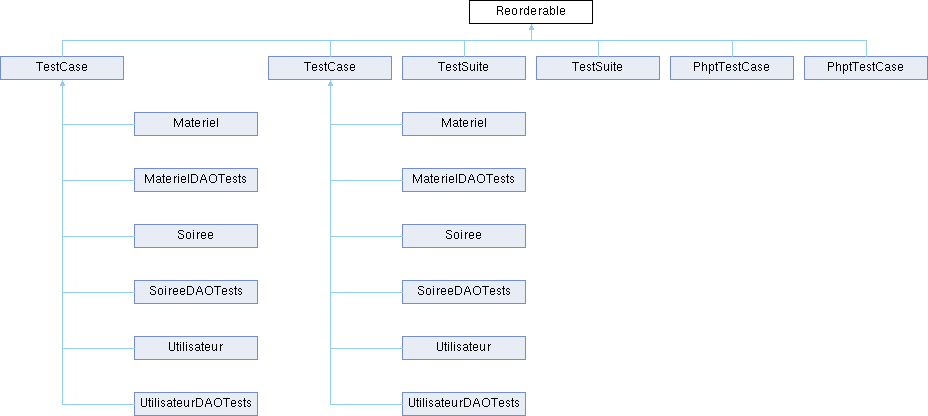 Reorderable
TestCase
TestCase
TestSuite
TestSuite
PhptTestCase
PhptTestCase
Materiel
Materiel
MaterielDAOTests
MaterielDAOTests
Soiree
Soiree
SoireeDAOTests
SoireeDAOTests
Utilisateur
Utilisateur
UtilisateurDAOTests
UtilisateurDAOTests